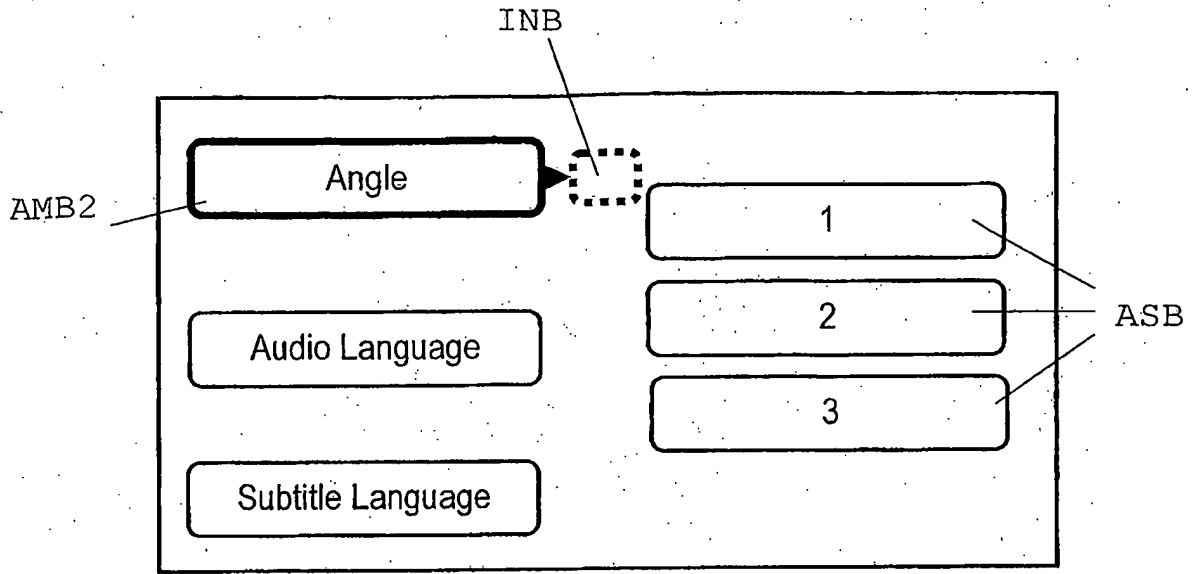 INB
Angle
AMB2
1
2
ASB
Audio Language
3
Subtitle Language